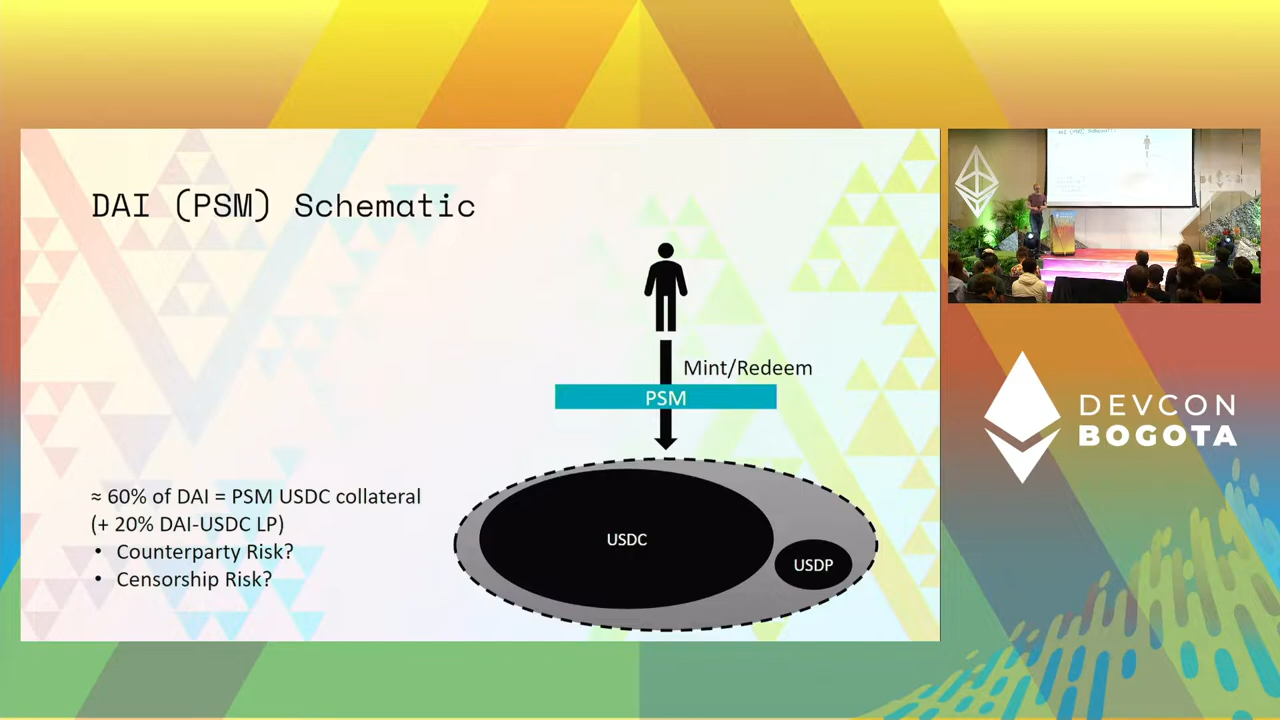 DAI (PSM) Schematic
Mint/Redeem
PSM
≈ 60% of DAI = PSM USDC collateral
(+ 20% DAI-USDC LP)
• Counterparty Risk?
• Censorship Risk?
USDC
USDP
DEVCON
BOGOTA